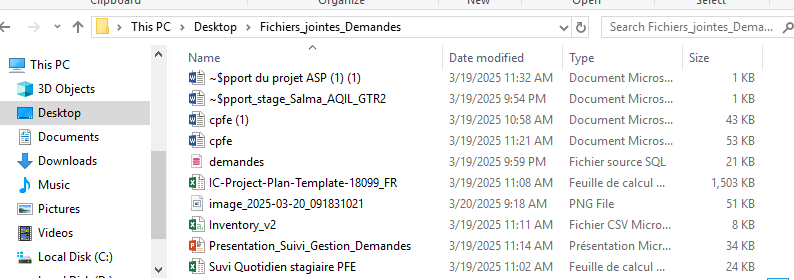 Clipboard Organize New Open
This PC > Desktop > Fichiers_jointes_Demandes
Search Fichiers_jointes_Dema...
Name Date modified Type Size
This PC
3D Objects
Desktop
Documents
Downloads
Music
Pictures
Videos
Local Disk (C:)
Local Disk (D:)
~$pport du projet ASP (1) (1) 3/19/2025 11:32 AM Document Micros... 1 KB
~$pport_stage_Salma_AQIL_GTR2 3/19/2025 9:54 PM Document Micros... 1 KB
cpfe (1) 3/19/2025 10:58 AM Document Micros... 43 KB
cpfe 3/19/2025 11:21 AM Document Micros... 53 KB
demandes 3/19/2025 9:59 PM Fichier source SQL 21 KB
IC-Project-Plan-Template-18099_FR 3/19/2025 11:08 AM Feuille de calcul ... 1,503 KB
image_2025-03-20_091831021 3/20/2025 9:18 AM PNG File 51 KB
Inventory_v2 3/19/2025 11:11 AM Fichier CSV Micro... 8 KB
Presentation_Suivi_Gestion_Demandes 3/19/2025 11:14 AM Présentation Micr... 34 KB
Suvi Quotidien stagiaire PFE 3/19/2025 11:02 AM Feuille de calcul ... 24 KB